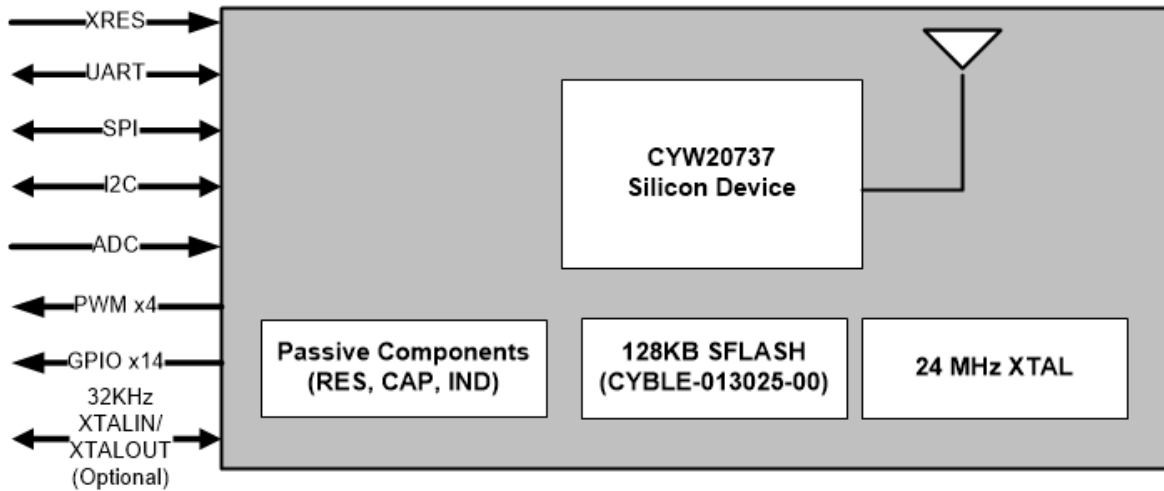 XRES
UART
SPI
I2C
ADC
PWM x4
GPIO x14
32KHz
XTALIN/
XTALOUT
(Optional)
CYW20737
Silicon Device
Passive Components
(RES, CAP, IND)
128KB SFLASH
(CYBLE-013025-00)
24 MHz XTAL